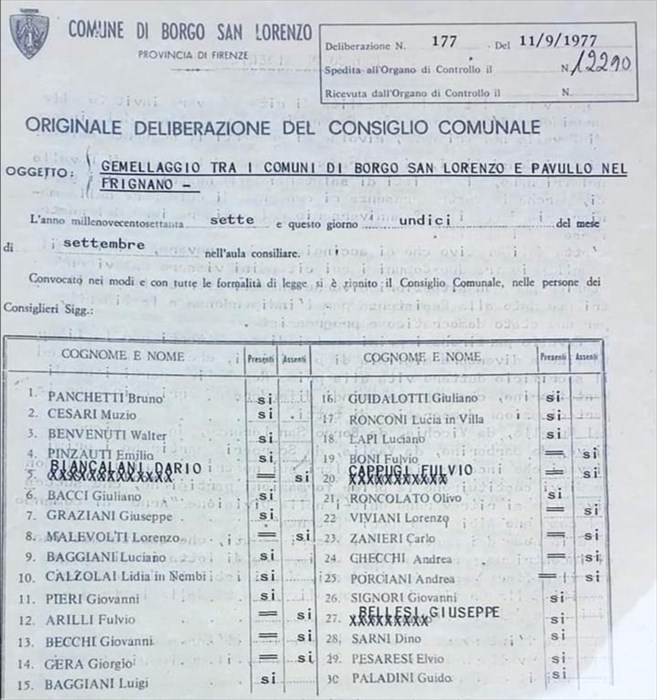 COMUNE DI BORGO SAN LORENZO
PROVINCIA DI FIRENZE
Deliberazione N. 177 Del 11/9/1977
Spedita all'Organo di Controllo il N. 12290
Ricevuta dall'Organo di Controllo il N.
ORIGINALE DELIBERAZIONE DEL CONSIGLIO COMUNALE
OGGETTO: GEMELLAGGIO TRA I COMUNI DI BORGO SAN LORENZO E PAVULLO NEL
FRIGNANO -
L'anno millenovecentosettanta sette e questo giorno undici del mese
di settembre nell'aula consiliare.
Convocato nei modi e con tutte le formalità di legge si è riunito il Consiglio Comunale, nelle persone dei
Consiglieri Sigg.:
COGNOME E NOME Presenti Assenti COGNOME E NOME Presenti Assenti
1. PANCHETTI Bruno si 16. GUIDALOTTI Giuliano si
2. CESARI Muzio si 17. RONCONI Lucia in Villa si
3. BENVENUTI Walter si 18. LAPI Luciano si
4. PINZAUTI Emilio si 19. BONI Fulvio = si
5. BIANCALANI DARIO = si 20. CAPPUGI FULVIO = si
XXXXXXXXXXXXX XXXXXXXXXXX
6. BACCI Giuliano si 21. RONCOLATO Olivo si
7. GRAZIANI Giuseppe si 22 VIVIANI Lorenzo = si
8. MALEVOLTI Lorenzo = si 23. ZANIERI Carlo = si
9. BAGGIANI Luciano si 24. CHECCHI Andrea = si
10. CALZOLAI Lidia in Nembi si 25. PORCIANI Andrea = si
11. PIERI Giovanni si 26. SIGNORI Giovanni si
12. ARILLI Fulvio = si 27. BELLESI GIUSEPPE si
XXXXXXXXX
13. BECCHI Giovanni = si 28. SARNI Dino si
14. GERA Giorgio = si 29. PESARESI Elvio si
15. BAGGIANI Luigi si 30 PALADINI Guido si